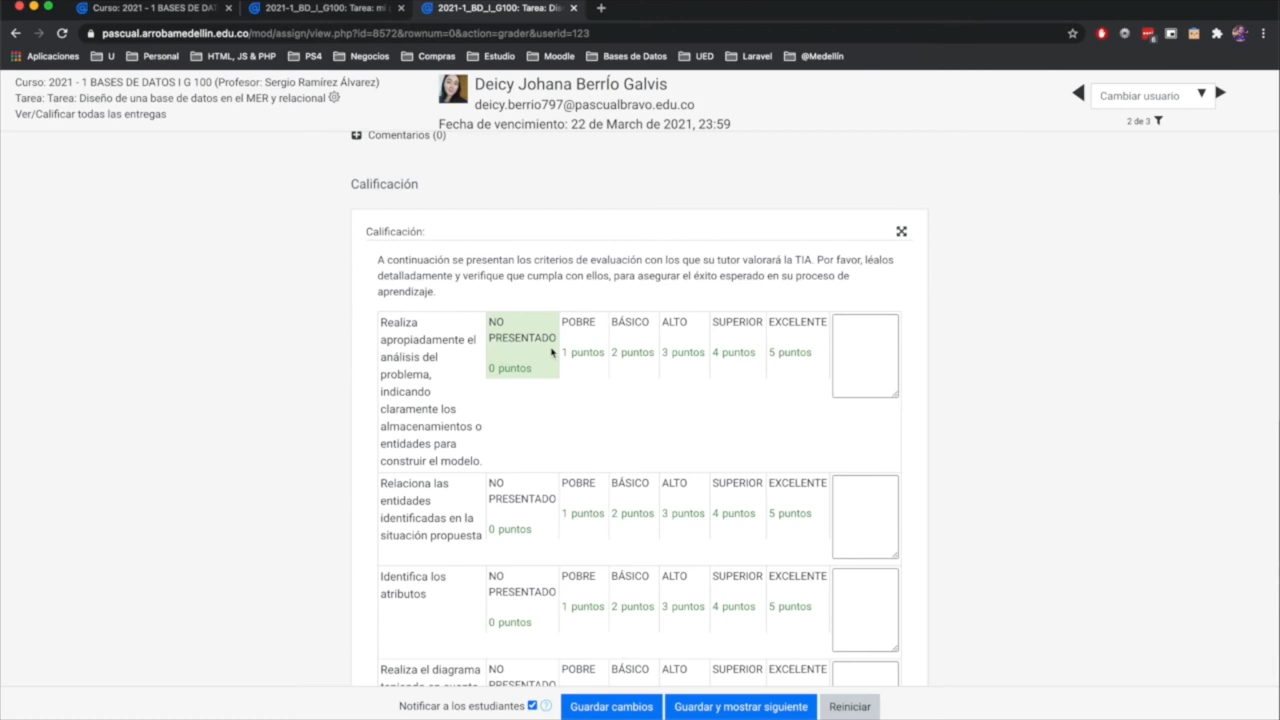 Curso: 2021 - 1 BASES DE DAT
2021-1_BD_I_G100: Tarea: mi
2021-1_BD_I_G100: Tarea: Dis
pascual.arrobamedellin.edu.co/mod/assign/view.php?id=8572&rownum=0&action=grader&userid=123
Aplicaciones U Personal HTML, JS & PHP PS4 Negocios Compras Estudio Moodle Bases de Datos UED Laravel @Medellín
Curso: 2021 - 1 BASES DE DATOS I G 100 (Profesor: Sergio Ramírez Álvarez)
Tarea: Tarea: Diseño de una base de datos en el MER y relacional
Ver/Calificar todas las entregas
Deicy Johana BerrÍo Galvis
deicy.berrio797@pascualbravo.edu.co
Fecha de vencimiento: 22 de March de 2021, 23:59
Cambiar usuario
2 de 3
Comentarios (0)
Calificación
Calificación:
A continuación se presentan los criterios de evaluación con los que su tutor valorará la TIA. Por favor, léalos
detalladamente y verifique que cumpla con ellos, para asegurar el éxito esperado en su proceso de
aprendizaje.
Realiza
apropiadamente el
análisis del
problema,
indicando
claramente los
almacenamientos o
entidades para
construir el modelo.
NO
PRESENTADO
0 puntos
POBRE
1 puntos
BÁSICO
2 puntos
ALTO
3 puntos
SUPERIOR
4 puntos
EXCELENTE
5 puntos
Relaciona las
entidades
identificadas en la
situación propuesta
NO
PRESENTADO
0 puntos
POBRE
1 puntos
BÁSICO
2 puntos
ALTO
3 puntos
SUPERIOR
4 puntos
EXCELENTE
5 puntos
Identifica los
atributos
NO
PRESENTADO
0 puntos
POBRE
1 puntos
BÁSICO
2 puntos
ALTO
3 puntos
SUPERIOR
4 puntos
EXCELENTE
5 puntos
Realiza el diagrama
teniendo en cuenta
NO
PRESENTADO
POBRE
BÁSICO
ALTO
SUPERIOR
EXCELENTE
Notificar a los estudiantes
Guardar cambios
Guardar y mostrar siguiente
Reiniciar